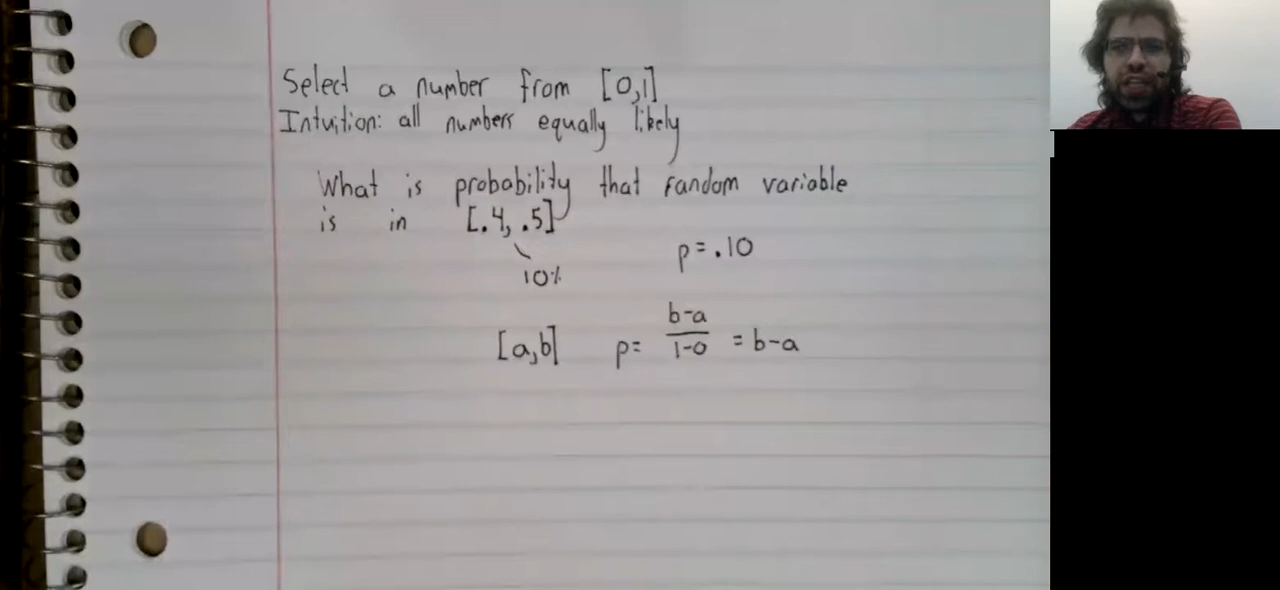 Select a number from [0,1]
Intuition: all numbers equally likely
What is probability that random variable
is in [.4, .5]
10%
p=.10
[a,b] p= b-a/1-0 = b-a